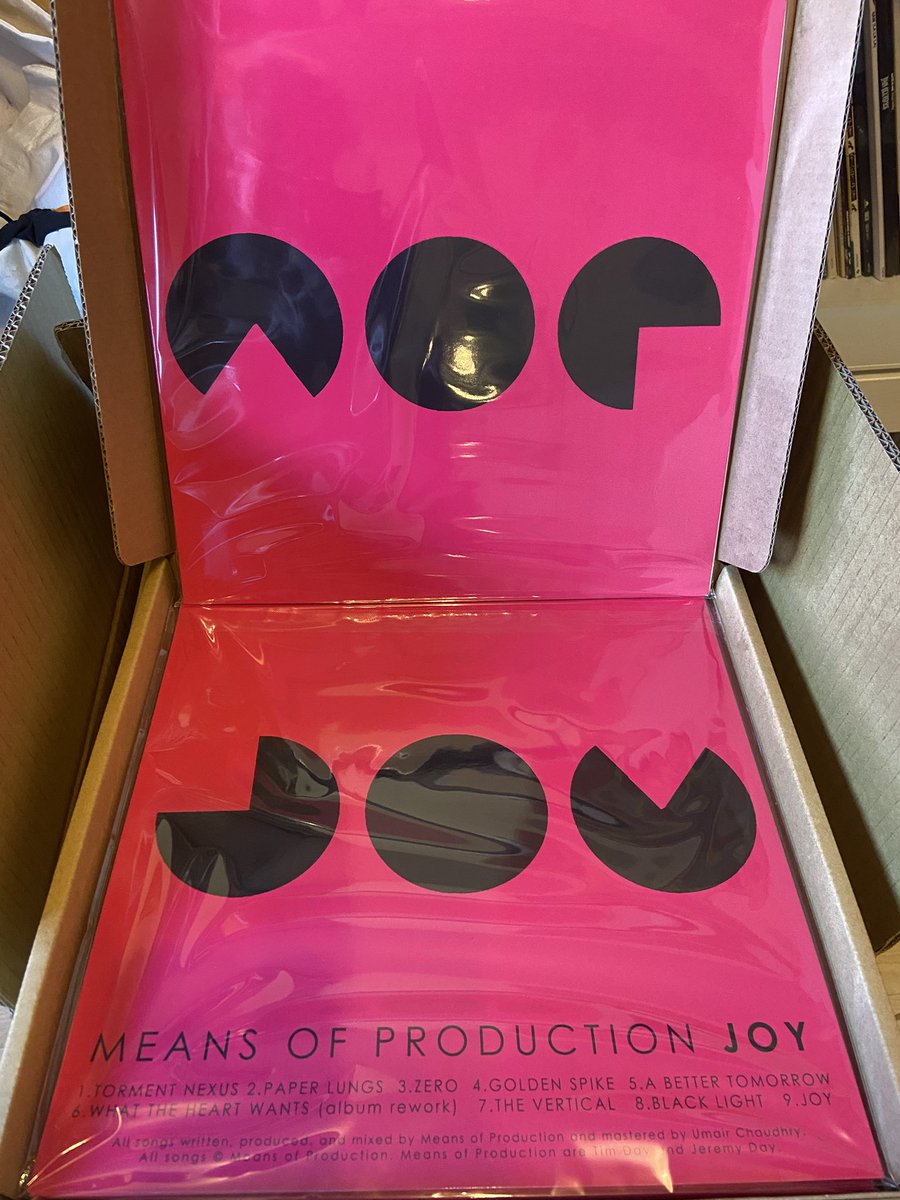 MOP
JOY
MEANS OF PRODUCTION JOY
1.TORMENT NEXUS 2.PAPER LUNGS 3.ZERO 4.GOLDEN SPIKE 5.A BETTER TOMORROW
6.WHAT THE HEART WANTS (album rework) 7.THE VERTICAL 8.BLACK LIGHT 9.JOY
All songs written, produced, and mixed by Means of Production and mastered by Umair Chaudhry.
All songs © Means of Production. Means of Production are Tim Day and Jeremy Day.